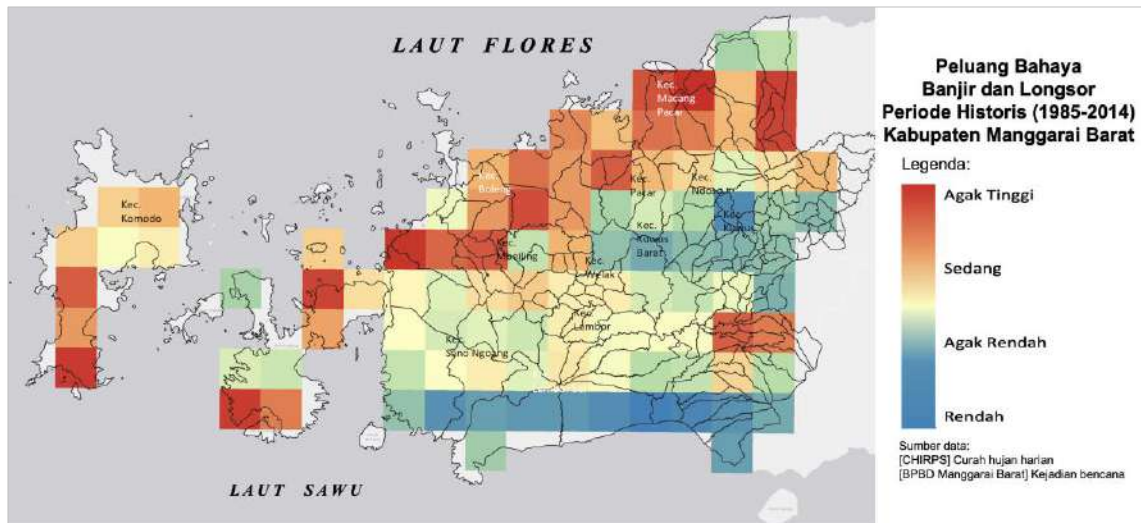 LAUT FLORES
Kec.
Macang
Pacar
Kec.
Boleng
Kec.
Pacar
Kec.
Ndoso
Kec.
Komodo
Kec.
Kuwus
Kec.
Kuwus
Barat
Kec.
Mbeliling
Kec.
Welak
Kec.
Lembor
Kec.
Sano Nggang
LAUT SAWU
Peluang Bahaya
Banjir dan Longsor
Periode Historis (1985-2014)
Kabupaten Manggarai Barat
Legenda:
Agak Tinggi
Sedang
Agak Rendah
Rendah
Sumber data:
[CHIRPS] Curah hujan harian
[BPBD Manggarai Barat] Kejadian bencana